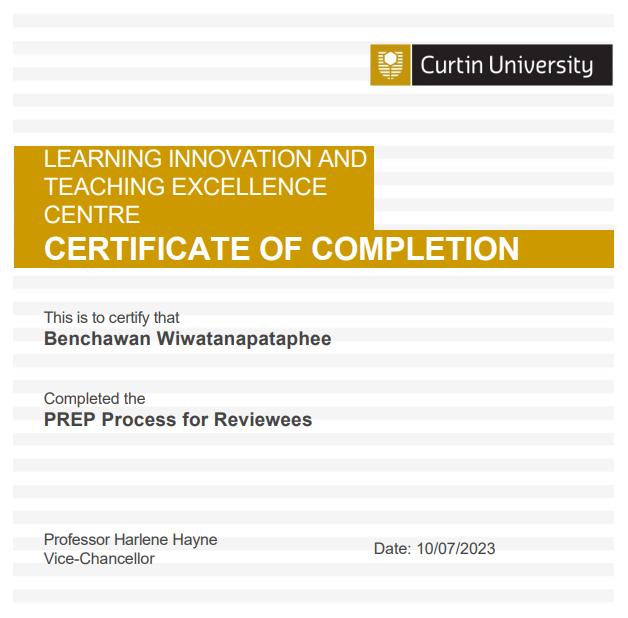 Curtin University
LEARNING INNOVATION AND
TEACHING EXCELLENCE
CENTRE
CERTIFICATE OF COMPLETION
This is to certify that
Benchawan Wiwatanapataphee
Completed the
PREP Process for Reviewees
Professor Harlene Hayne
Vice-Chancellor
Date: 10/07/2023